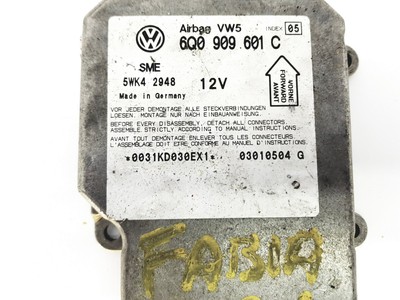 Airbag VW5 INDEX 05
6Q0 909 601 C
SME
5WK4 2948 12V
Made in Germany
VORNE
FORWARD
AVANT
VOR JEDER DEMONTAGE ALLE STECKVERBINDUNGEN
LOESEN. MONTAGE NUR NACH EINBAUANWEISUNG.
BEFORE EVERY DISASSEMBLY, DETACH ALL CONNECTORS.
ASSEMBLE STRICTLY ACCORDING TO MANUAL INSTRUCTIONS.
AVANT TOUT DEMONTAGE ENLEVER TOUS LES CONNECTEURS
L'ASSEMBLAGE DOIT ETRE CONFORME AU MANUEL D'INSTRUCTIONS.
*0031KD030EX1* 03010504 G
FABIA